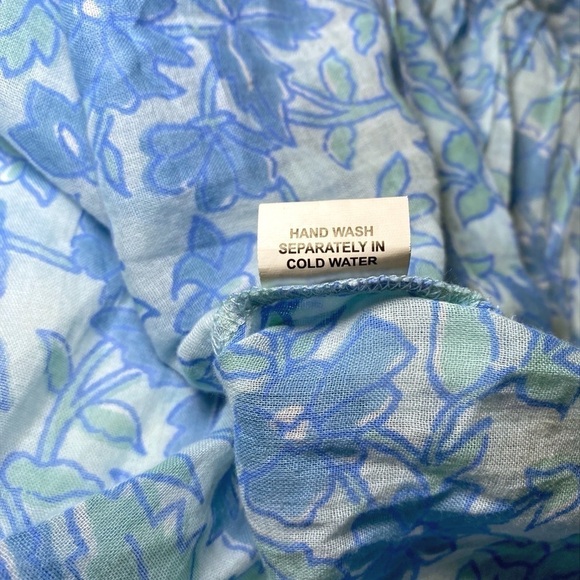 HAND WASH
SEPARATELY IN
COLD WATER